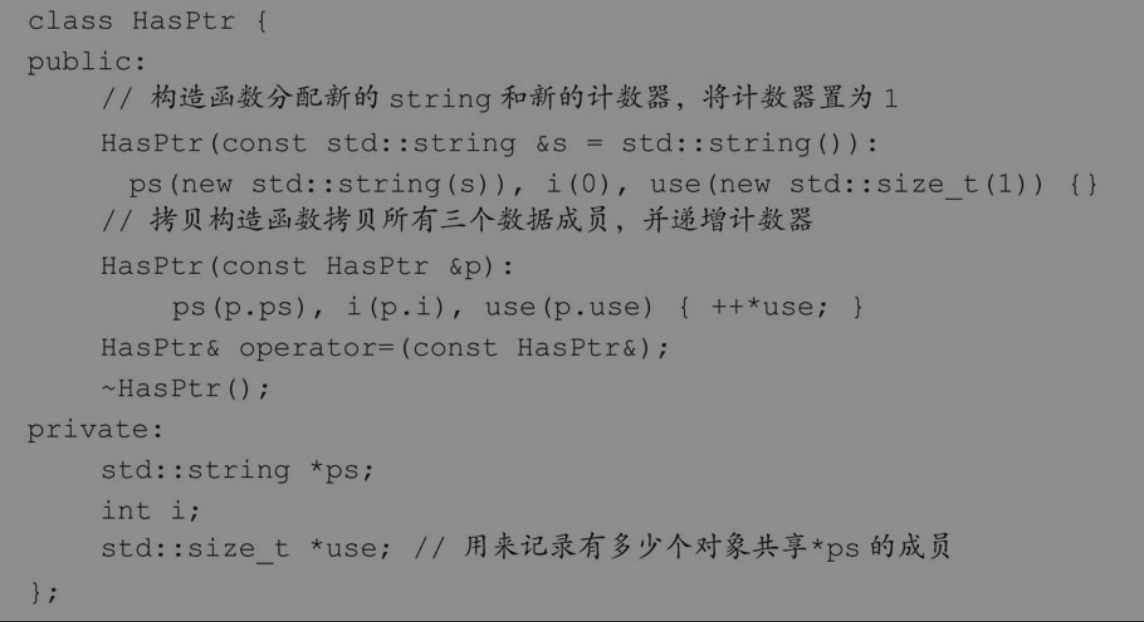 class HasPtr {
public:
// 构造函数分配新的 string 和新的计数器，将计数器置为 1
HasPtr(const std::string &s = std::string()):
ps(new std::string(s)), i(0), use(new std::size_t(1)) {}
// 拷贝构造函数拷贝所有三个数据成员，并递增计数器
HasPtr(const HasPtr &p):
ps(p.ps), i(p.i), use(p.use) { ++*use; }
HasPtr& operator=(const HasPtr&);
~HasPtr();
private:
std::string *ps;
int i;
std::size_t *use; // 用来记录有多少个对象共享*ps 的成员
};